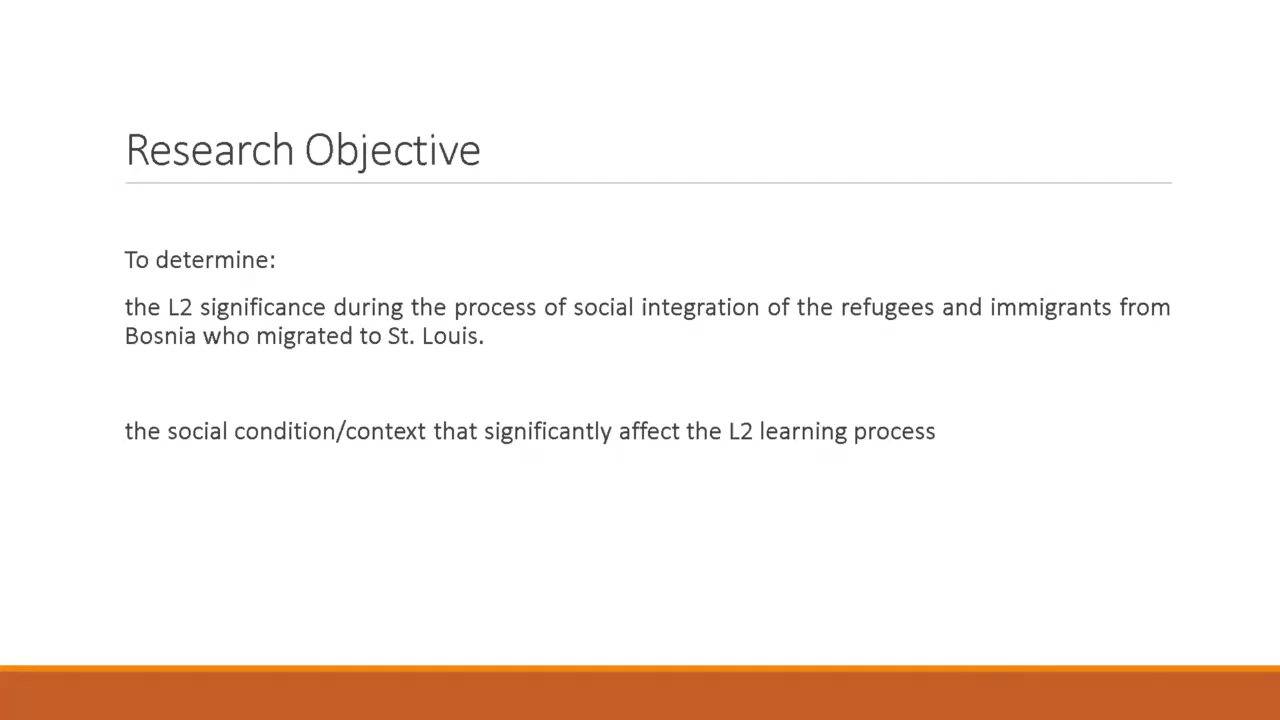 Research Objective
To determine:
the L2 significance during the process of social integration of the refugees and immigrants from
Bosnia who migrated to St. Louis.
the social condition/context that significantly affect the L2 learning process